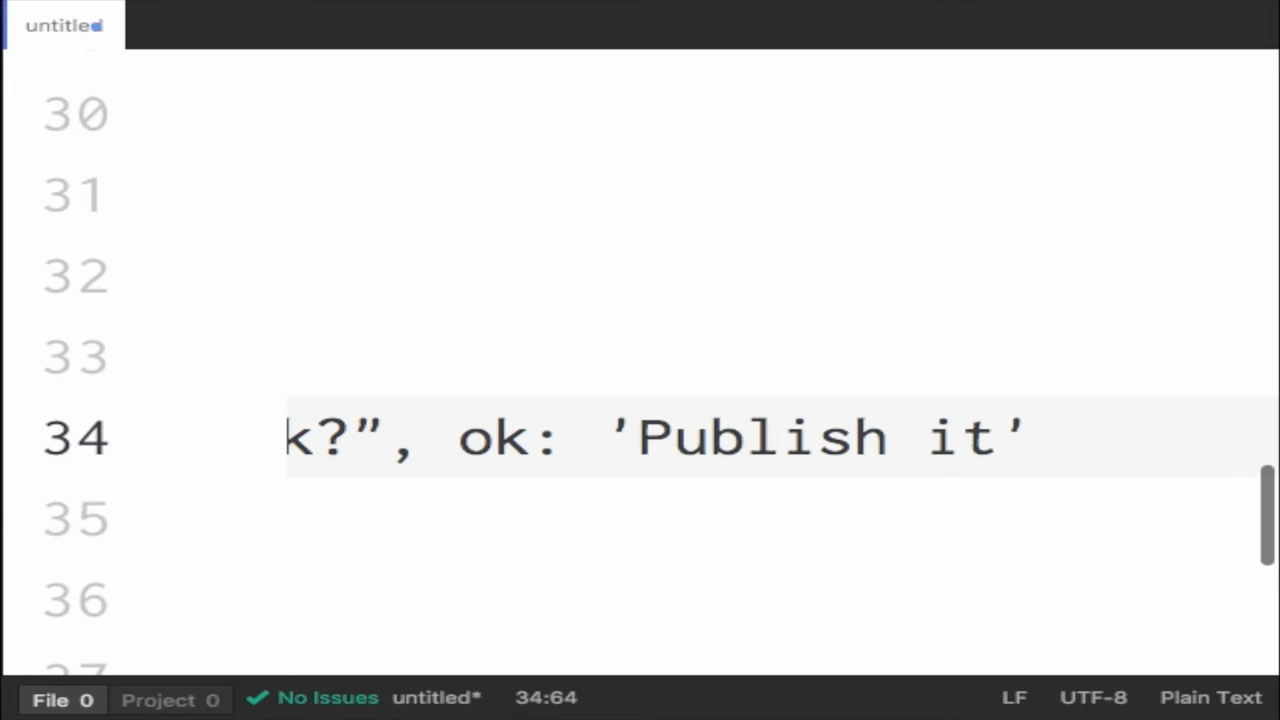 untitled
30
31
32
33
34 k?", ok: 'Publish it'
35
36
37
File 0 Project 0 No Issues untitled* 34:64 LF UTF-8 Plain Text